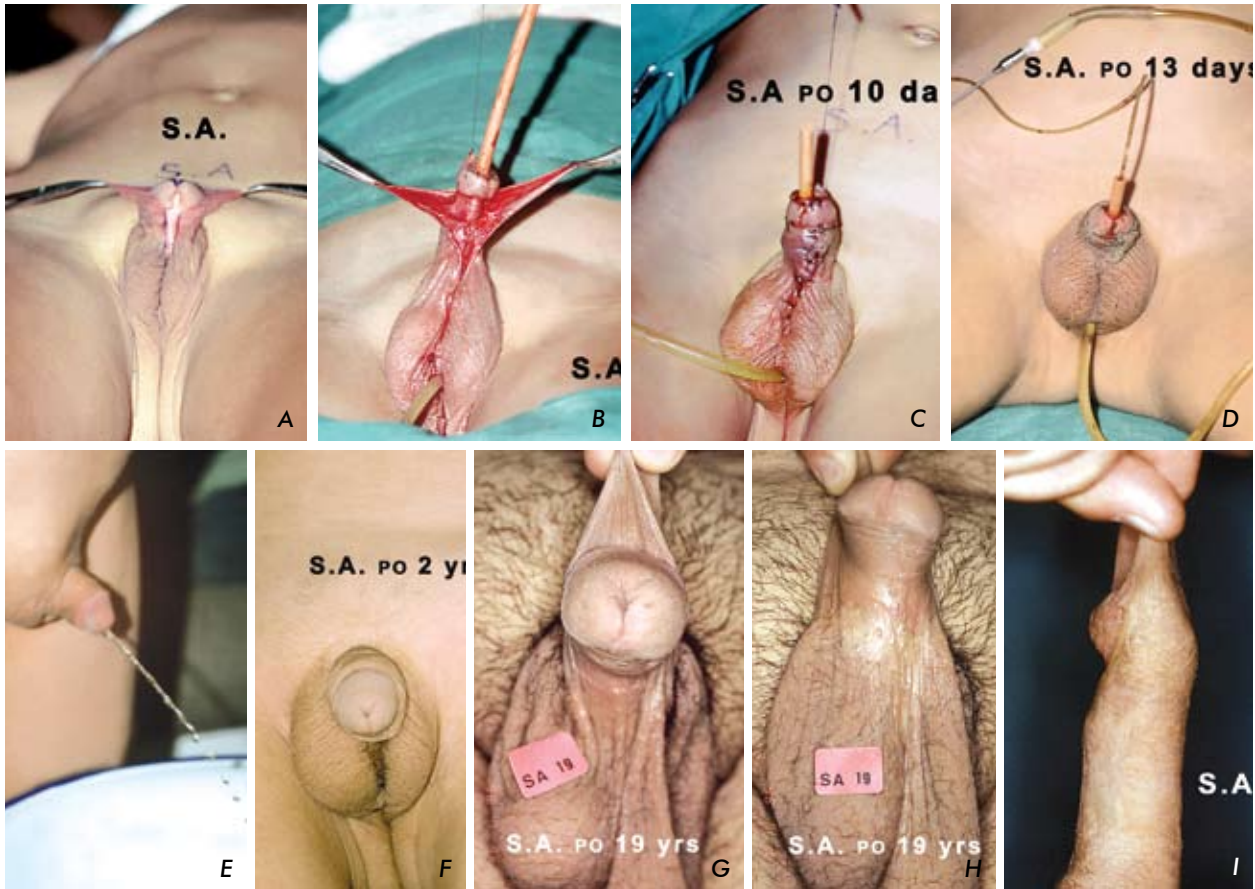 S.A.
S.A
A
S.A
B
S.A PO 10 da
S.A
C
S.A. PO 13 days
D
E
S.A. PO 2 yr
F
SA 19
S.A. PO 19 yrs
G
SA 19
S.A. PO 19 yrs
H
S.A
I